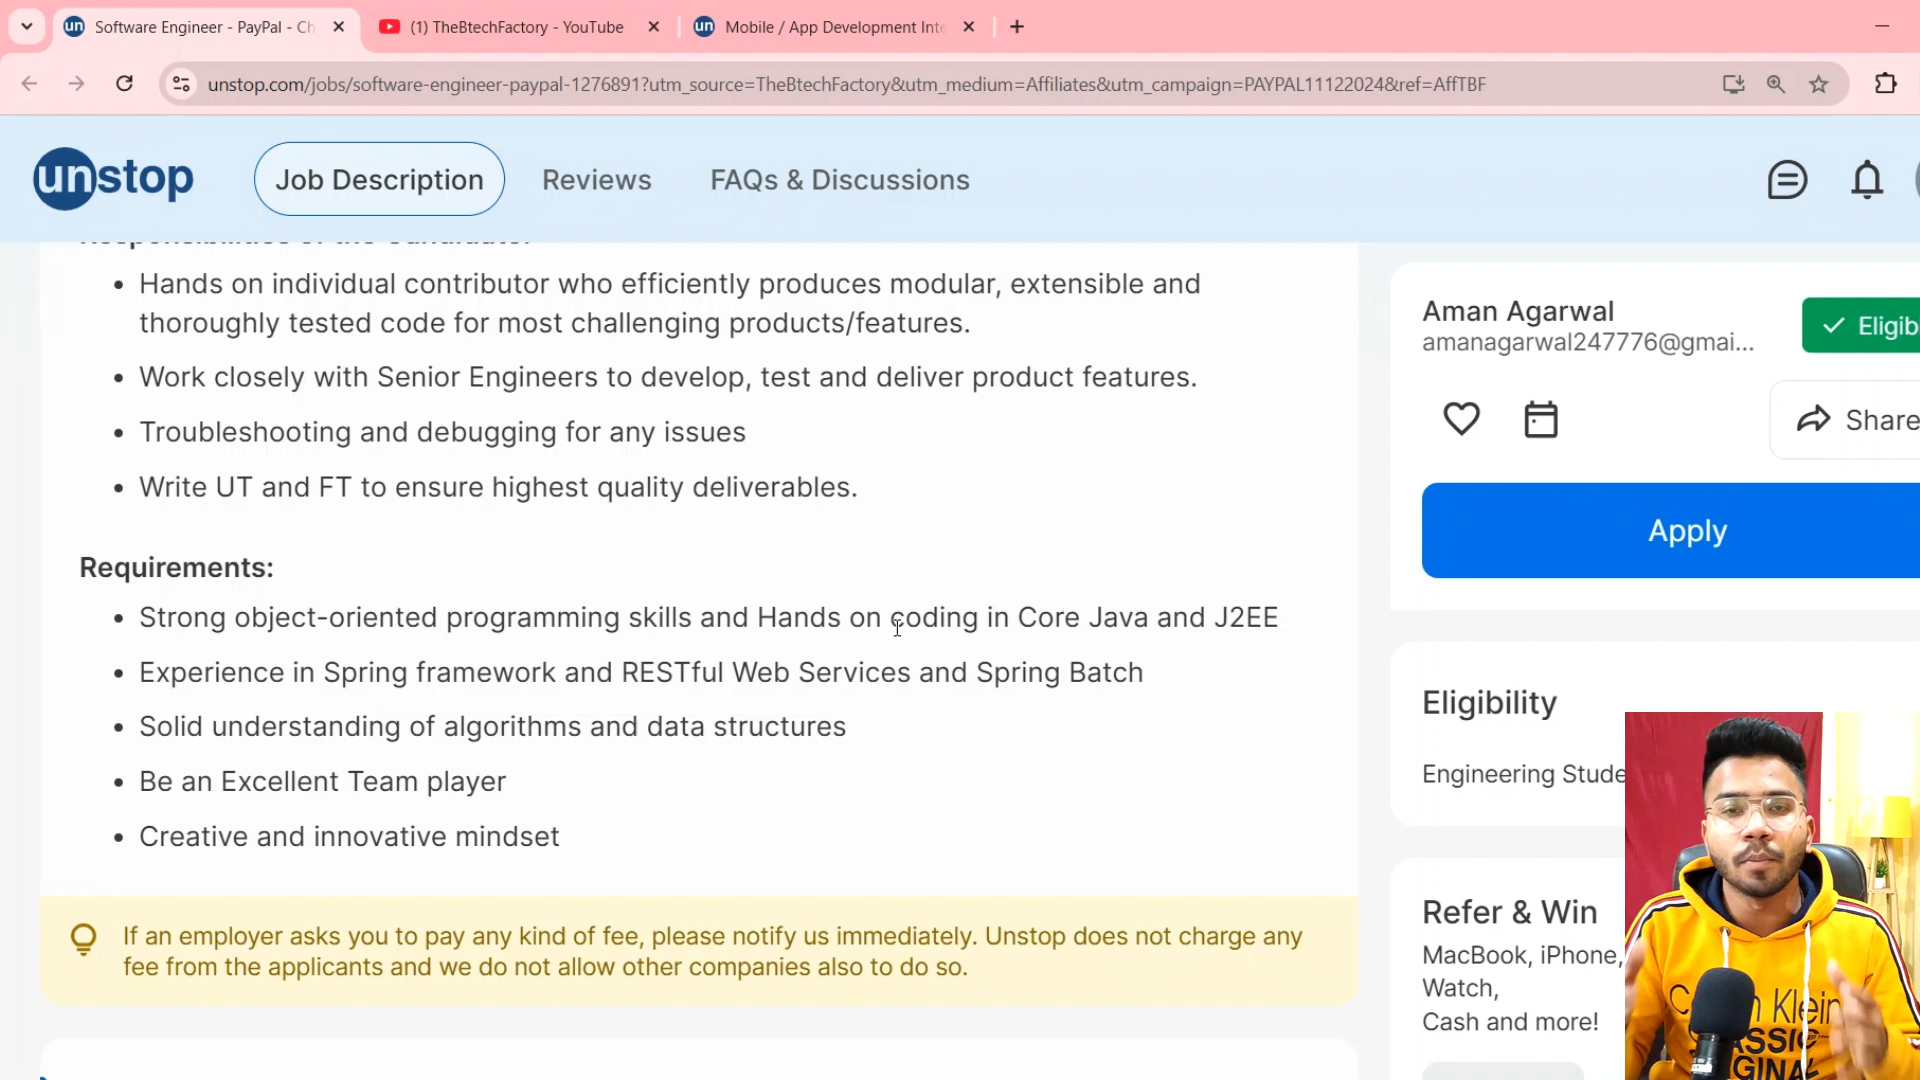 Software Engineer - PayPal - Ch
(1) TheBtechFactory - YouTube
un Mobile / App Development Inte
unstop.com/jobs/software-engineer-paypal-1276891?utm_source=TheBtechFactory&utm_medium=Affiliates&utm_campaign=PAYPAL11122024&ref=AffTBF
unstop
Job Description
Reviews
FAQs & Discussions
Responsibilities of the Candidate:
• Hands on individual contributor who efficiently produces modular, extensible and
thoroughly tested code for most challenging products/features.
• Work closely with Senior Engineers to develop, test and deliver product features.
• Troubleshooting and debugging for any issues
• Write UT and FT to ensure highest quality deliverables.
Requirements:
• Strong object-oriented programming skills and Hands on coding in Core Java and J2EE
• Experience in Spring framework and RESTful Web Services and Spring Batch
• Solid understanding of algorithms and data structures
• Be an Excellent Team player
• Creative and innovative mindset
If an employer asks you to pay any kind of fee, please notify us immediately. Unstop does not charge any
fee from the applicants and we do not allow other companies also to do so.
Aman Agarwal
amanagarwal247776@gmai...
Eligib
Share
Apply
Eligibility
Engineering Stude
Refer & Win
MacBook, iPhone,
Watch,
Cash and more!
Klein